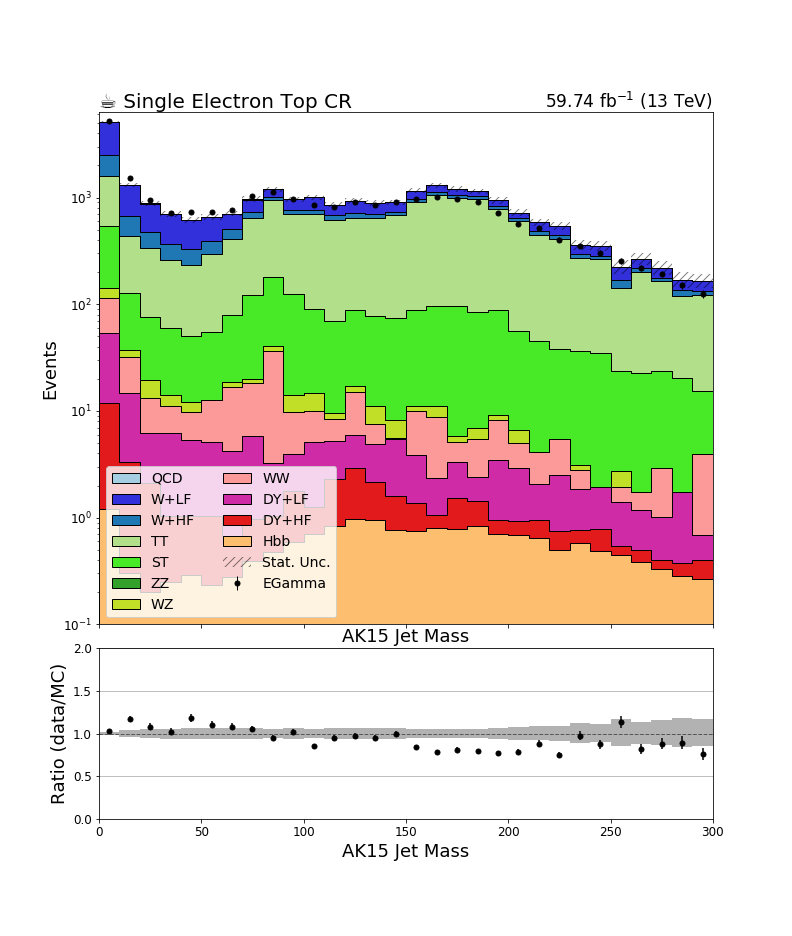 ☕ Single Electron Top CR
59.74 fb⁻¹ (13 TeV)
Events
10³
10²
10¹
10⁰
10⁻¹
QCD
W+LF
W+HF
TT
ST
ZZ
WZ
WW
DY+LF
DY+HF
Hbb
Stat. Unc.
EGamma
AK15 Jet Mass
Ratio (data/MC)
2.0
1.5
1.0
0.5
0.0
0 50 100 150 200 250 300
AK15 Jet Mass